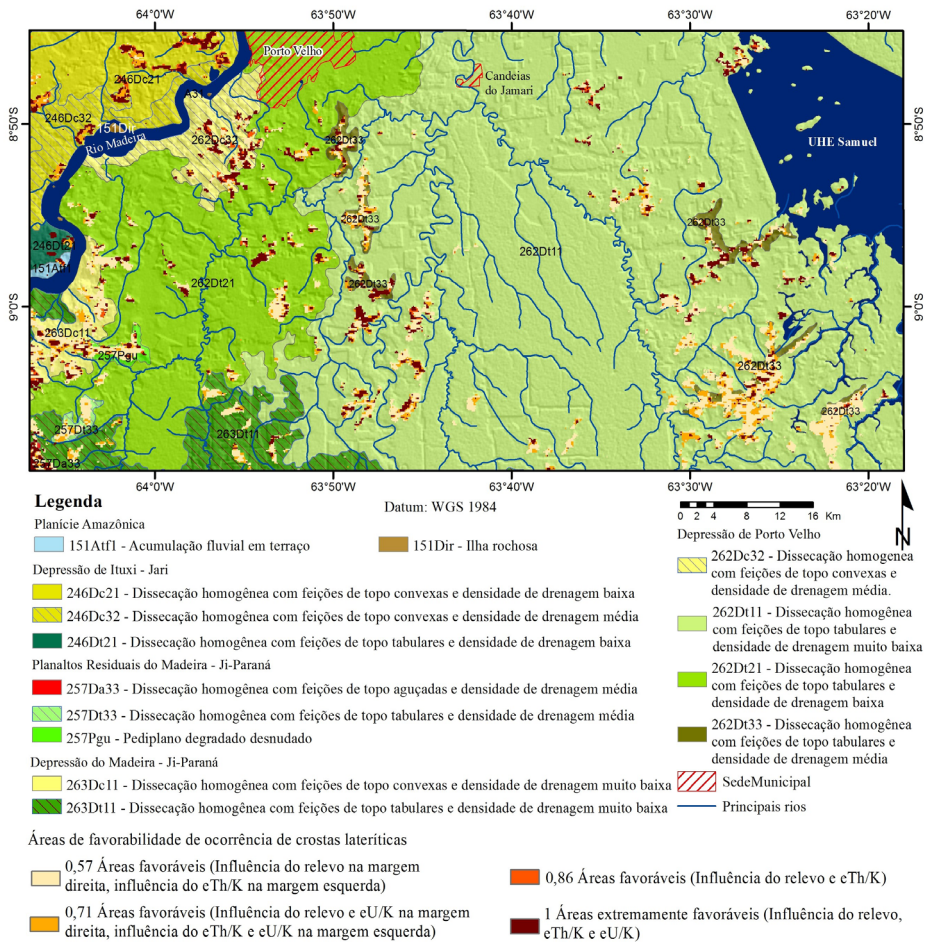 64°0'W 63°50'W 63°40'W 63°30'W 63°20'W
Porto Velho
246Dc21
Candeias
do Jamari
A31
246Dc32
8°50'S
8°50'S
151Dir
Rio Madeira
262Dc32
262Dt33
UHE Samuel
262Dt33
262Dt33
246Dt21
262Dt11
151Atf1
262Dt21
262Dt33
9°0'S
9°0'S
263Dc11
257Pgu
262Dt33
262Dt33
257Dt33
263Dt11
257Da33
64°0'W 63°50'W 63°40'W 63°30'W 63°20'W
Legenda
Datum: WGS 1984
0 2 4 8 12 16 Km
N
Planície Amazônica
151Atf1 - Acumulação fluvial em terraço
151Dir - Ilha rochosa
Depressão de Ituxi - Jari
246Dc21 - Dissecação homogênea com feições de topo convexas e densidade de drenagem baixa
246Dc32 - Dissecação homogênea com feições de topo convexas e densidade de drenagem média
246Dt21 - Dissecação homogênea com feições de topo tabulares e densidade de drenagem baixa
Planaltos Residuais do Madeira - Ji-Paraná
257Da33 - Dissecação homogênea com feições de topo aguçadas e densidade de drenagem média
257Dt33 - Dissecação homogênea com feições de topo tabulares e densidade de drenagem média
257Pgu - Pediplano degradado desnudado
Depressão do Madeira - Ji-Paraná
263Dc11 - Dissecação homogênea com feições de topo convexas e densidade de drenagem muito baixa
263Dt11 - Dissecação homogênea com feições de topo tabulares e densidade de drenagem muito baixa
Depressão de Porto Velho
262Dc32 - Dissecação homogenea
com feições de topo convexas e
densidade de drenagem média.
262Dt11 - Dissecação homogênea
com feições de topo tabulares e
densidade de drenagem muito baixa
262Dt21 - Dissecação homogênea
com feições de topo tabulares e
densidade de drenagem baixa
262Dt33 - Dissecação homogênea
com feições de topo tabulares e
densidade de drenagem média
SedeMunicipal
Principais rios
Áreas de favorabilidade de ocorrência de crostas lateríticas
0,57 Áreas favoráveis (Influência do relevo na margem
direita, influência do eTh/K na margem esquerda)
0,71 Áreas favoráveis (Influência do relevo e eU/K na margem
direita, influência do eTh/K e eU/K na margem esquerda)
0,86 Áreas favoráveis (Influência do relevo e eTh/K)
1 Áreas extremamente favoráveis (Influência do relevo,
eTh/K e eU/K)